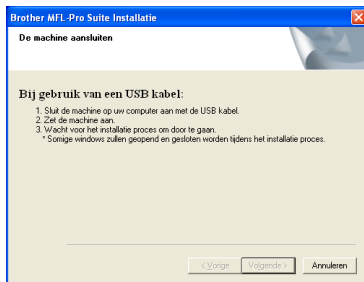 Brother MFL-Pro Suite Installatie
De machine aansluiten
Bij gebruik van een USB kabel:
1. Sluit de machine op uw computer aan met de USB kabel.
2. Zet de machine aan.
3. Wacht voor het installatie proces om door te gaan.
* Somige windows zullen geopend en gesloten worden tijdens het installatie proces.
< Vorige Volgende > Annuleren